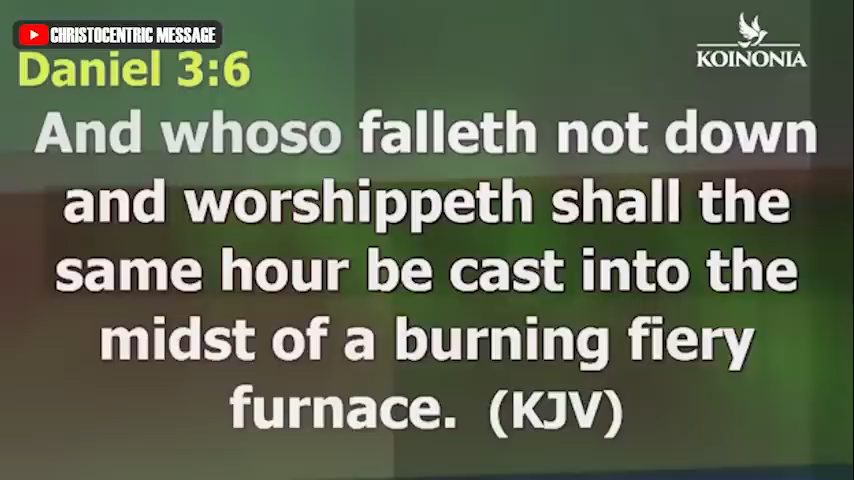 CHRISTOCENTRIC MESSAGE
KOINONIA
Daniel 3:6
And whoso falleth not down
and worshippeth shall the
same hour be cast into the
midst of a burning fiery
furnace. (KJV)